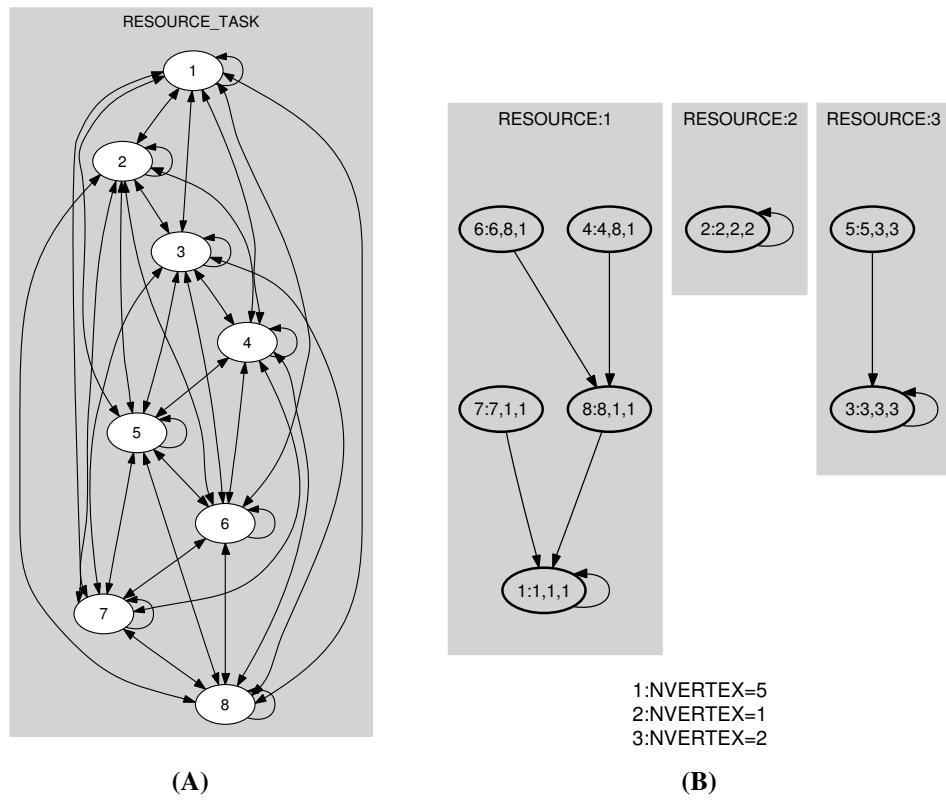 RESOURCE_TASK
1
2
3
4
5
6
7
8
(A)
RESOURCE:1
6:6,8,1
4:4,8,1
7:7,1,1
8:8,1,1
1:1,1,1
RESOURCE:2
2:2,2,2
RESOURCE:3
5:5,3,3
3:3,3,3
1:NVERTEX=5
2:NVERTEX=1
3:NVERTEX=2
(B)